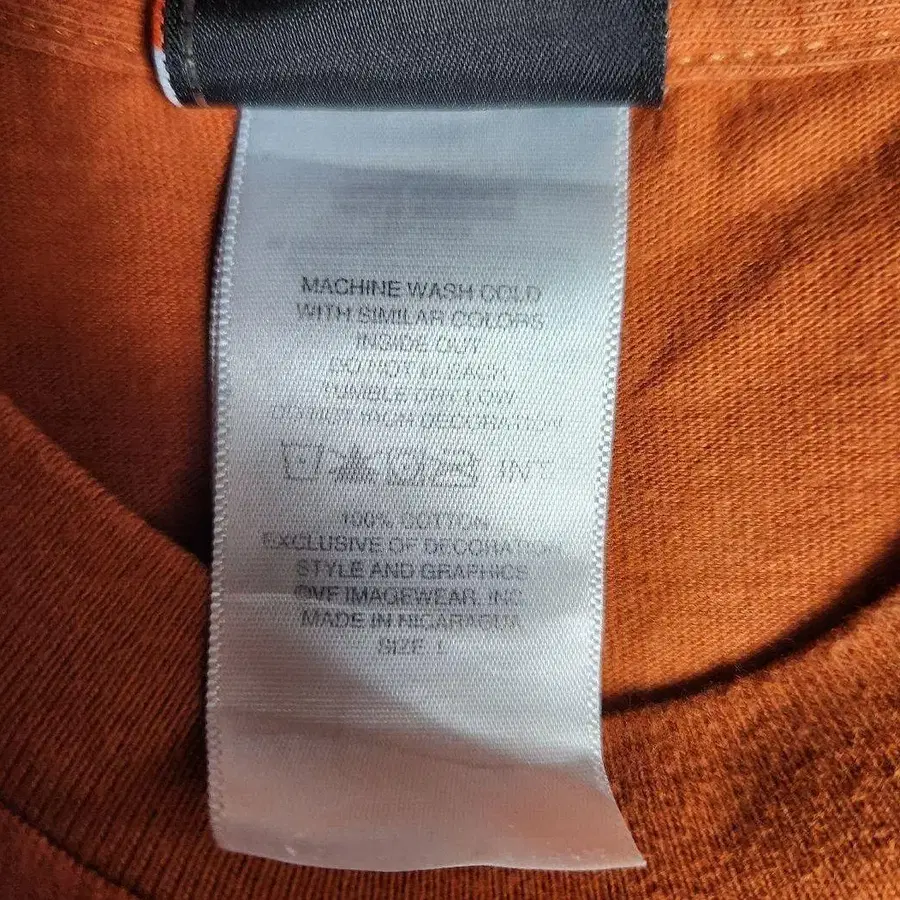 MACHINE WASH COLD
WITH SIMILAR COLORS
INSIDE OUT
DO NOT BLEACH
TUMBLE DRY LOW
DO NOT IRON DECORATION
INT
100% COTTON
EXCLUSIVE OF DECORATION
STYLE AND GRAPHICS
©VF IMAGEWEAR, INC
MADE IN NICARAGUA
SIZE L